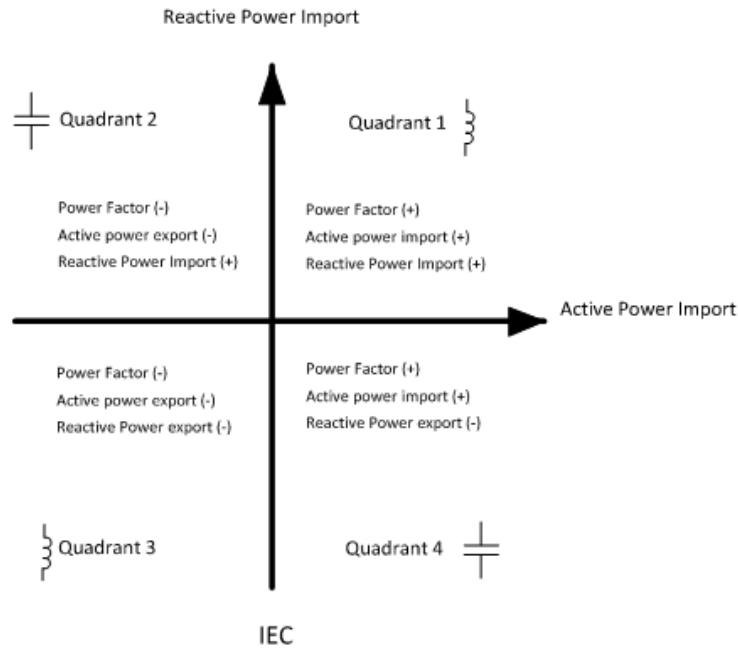 Reactive Power Import
Quadrant 2
Quadrant 1
Power Factor (-)
Active power export (-)
Reactive Power Import (+)
Power Factor (+)
Active power import (+)
Reactive Power Import (+)
Active Power Import
Power Factor (-)
Active power export (-)
Reactive Power export (-)
Power Factor (+)
Active power import (+)
Reactive Power export (-)
Quadrant 3
Quadrant 4
IEC